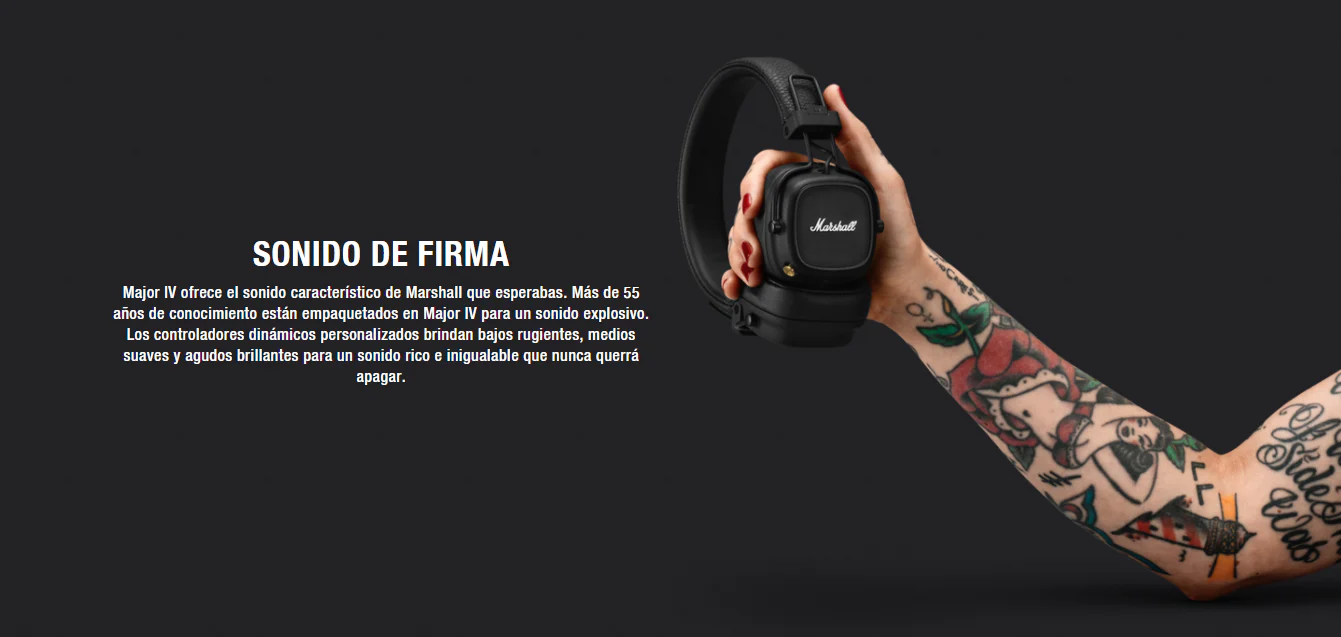 Marshall
SONIDO DE FIRMA
Major IV ofrece el sonido característico de Marshall que esperabas. Más de 55
años de conocimiento están empaquetados en Major IV para un sonido explosivo.
Los controladores dinámicos personalizados brindan bajos rugientes, medios
suaves y agudos brillantes para un sonido rico e inigualable que nunca querrá
apagar.
Side